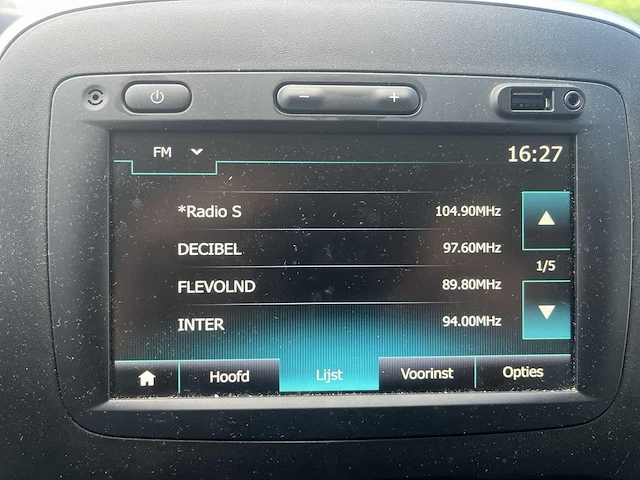 FM 16:27
*Radio S 104.90MHz
DECIBEL 97.60MHz
FLEVOLND 89.80MHz
1/5
INTER 94.00MHz
Hoofd Lijst Voorinst Opties